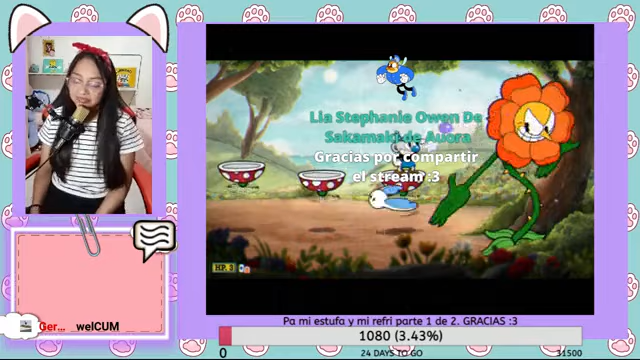 Lia Stephanie Owen De
Sakamaki de Auora
Gracias por compartir
el stream :3
HP. 3
Ger... welCUM
Pa mi estufa y mi refri parte 1 de 2. GRACIAS :3
1080 (3.43%)
0
24 DAYS TO GO
31500